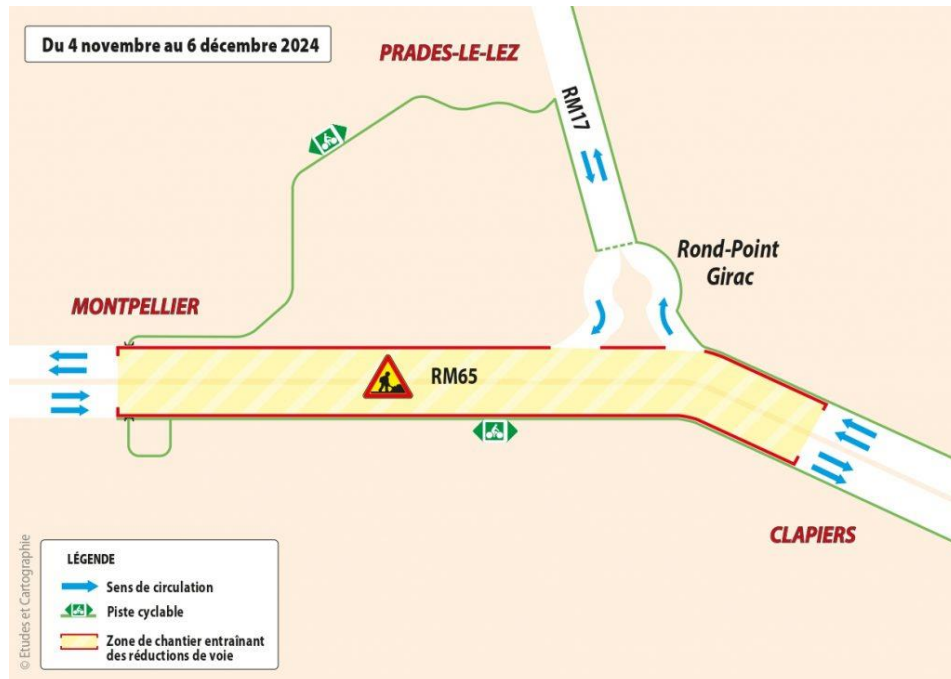 Du 4 novembre au 6 décembre 2024
PRADES-LE-LEZ
RM17
Rond-Point
Girac
MONTPELLIER
RM65
CLAPIERS
LÉGENDE
Sens de circulation
Piste cyclable
Zone de chantier entraînant
des réductions de voie
© Etudes et Cartographie